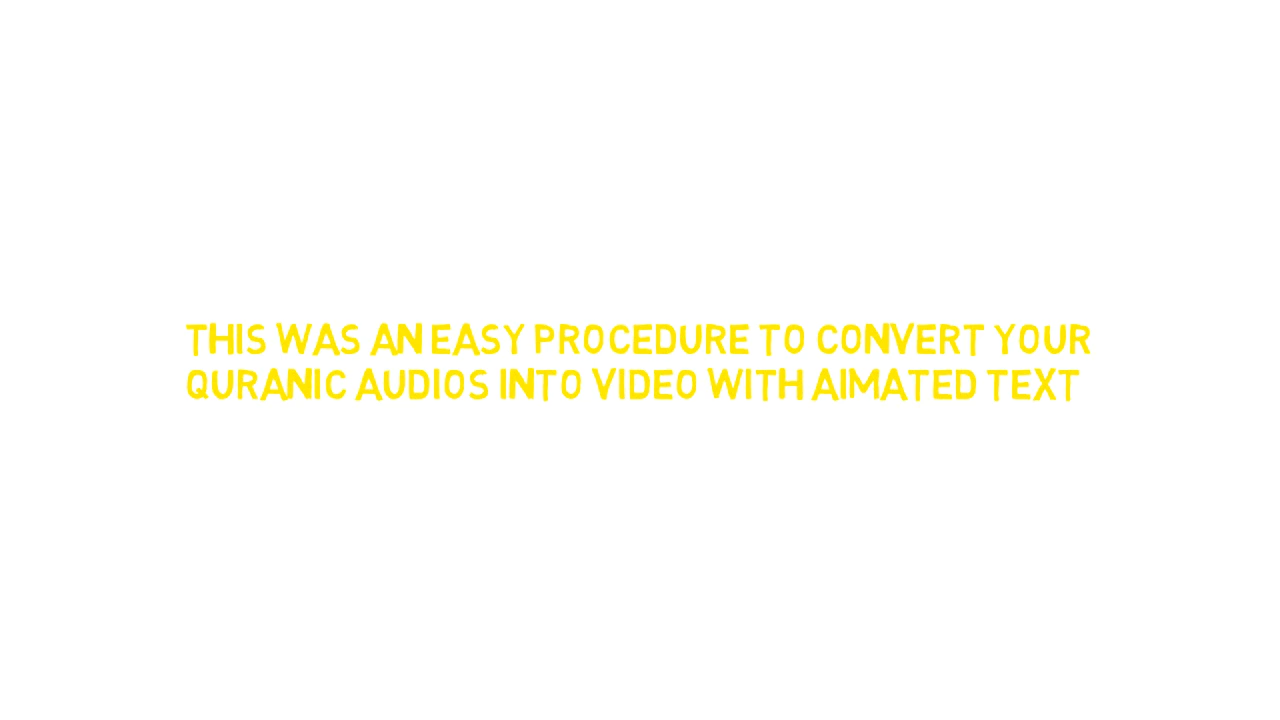 THIS WAS AN EASY PROCEDURE TO CONVERT YOUR
QURANIC AUDIOS INTO VIDEO WITH AIMATED TEXT